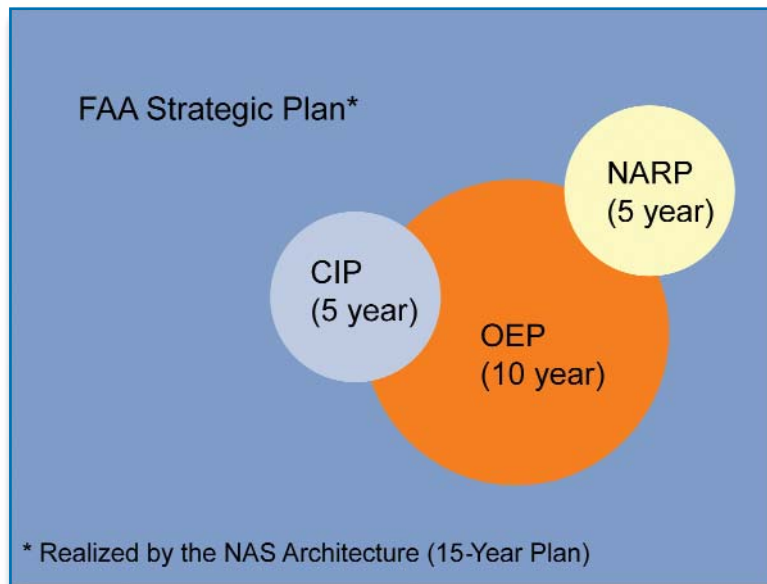 FAA Strategic Plan*
NARP
(5 year)
CIP
(5 year)
OEP
(10 year)
* Realized by the NAS Architecture (15-Year Plan)